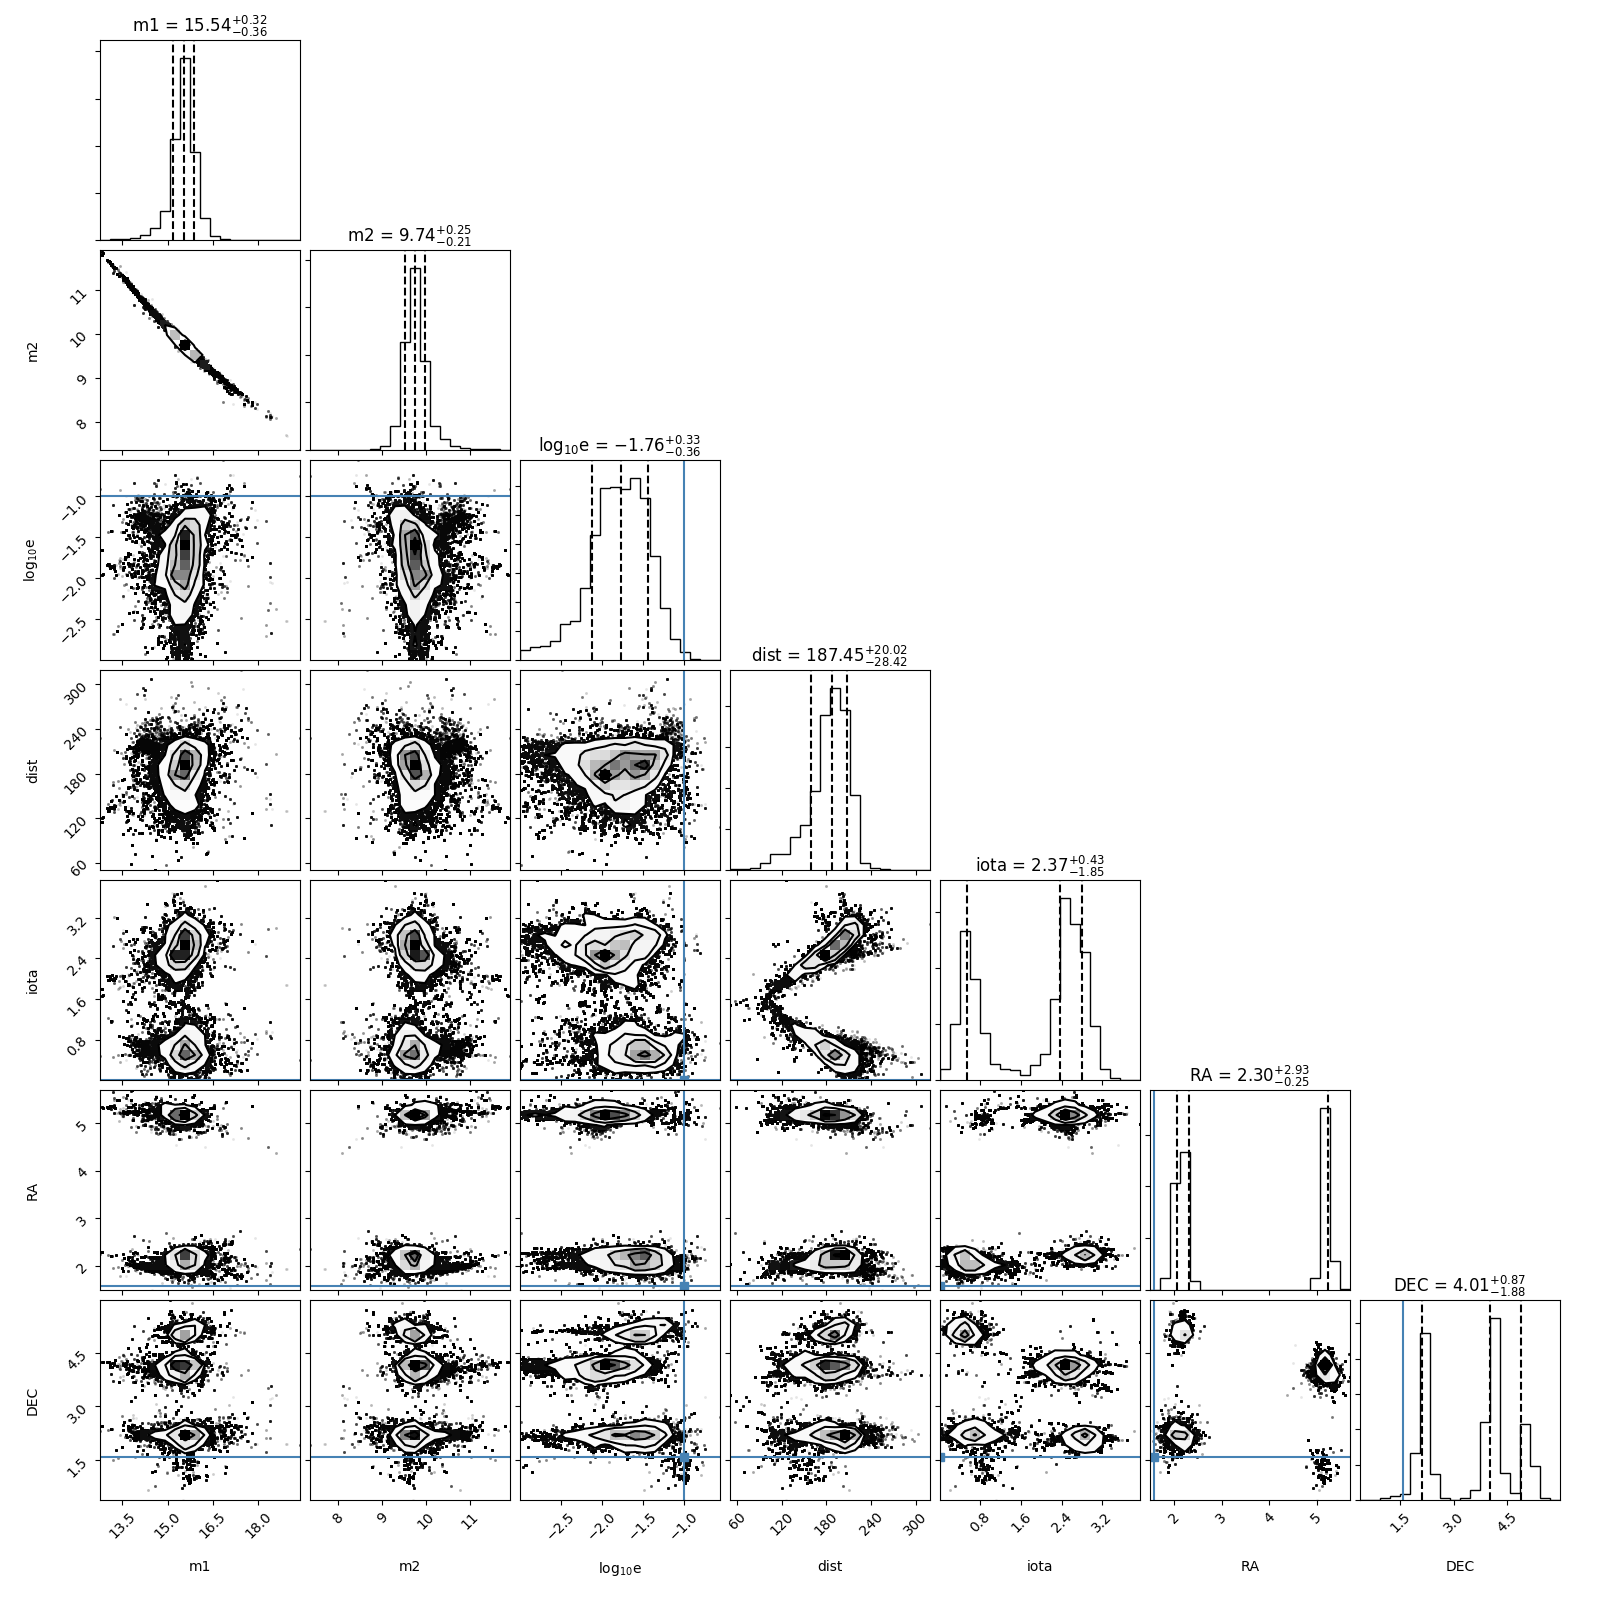 m1 = 15.54+0.32−0.36
m2 = 9.74+0.25−0.21
11
10
9
8
m2
log10e = −1.76+0.33−0.36
−1.0
−1.5
−2.0
−2.5
log10e
dist = 187.45+20.02−28.42
300
240
180
120
60
dist
iota = 2.37+0.43−1.85
3.2
2.4
1.6
0.8
iota
RA = 2.30+2.93−0.25
5
4
3
2
RA
DEC = 4.01+0.87−1.88
4.5
3.0
1.5
DEC
13.5 15.0 16.5 18.0 8 9 10 11 −2.5 −2.0 −1.5 −1.0 60 120 180 240 300 0.8 1.6 2.4 3.2 2 3 4 5 1.5 3.0 4.5
m1 m2 log10e dist iota RA DEC